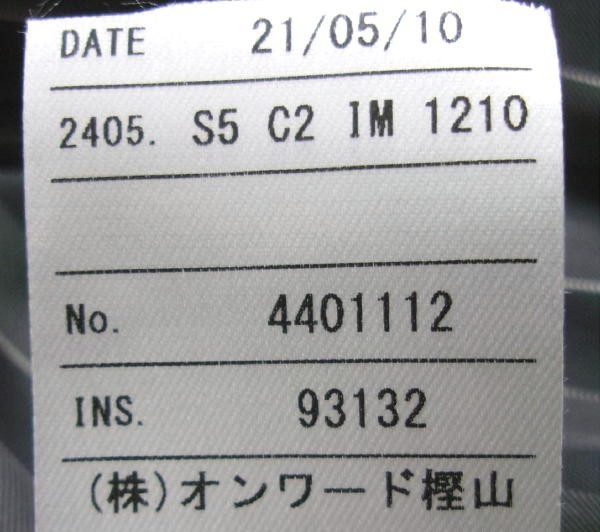 DATE 21/05/10
2405. S5 C2 IM 1210
No. 4401112
INS. 93132
(株)オンワード樫山